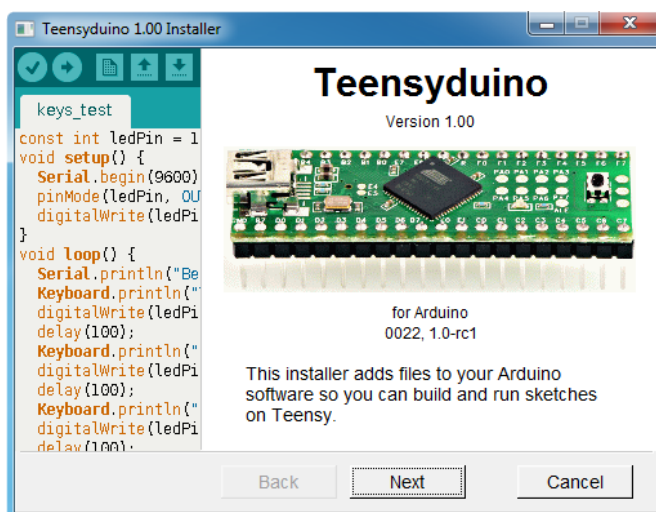 Teensyduino 1.00 Installer
keys_test
const int ledPin = 1
void setup() {
Serial.begin(9600)
pinMode(ledPin, OU
digitalWrite(ledPi
}
void loop() {
Serial.println("Be
Keyboard.println("
digitalWrite(ledPi
delay(100);
Keyboard.println("
digitalWrite(ledPi
delay(100);
Keyboard.println("
digitalWrite(ledPi
delay(100);
Teensyduino
Version 1.00
for Arduino
0022, 1.0-rc1
This installer adds files to your Arduino
software so you can build and run sketches
on Teensy.
Back
Next
Cancel